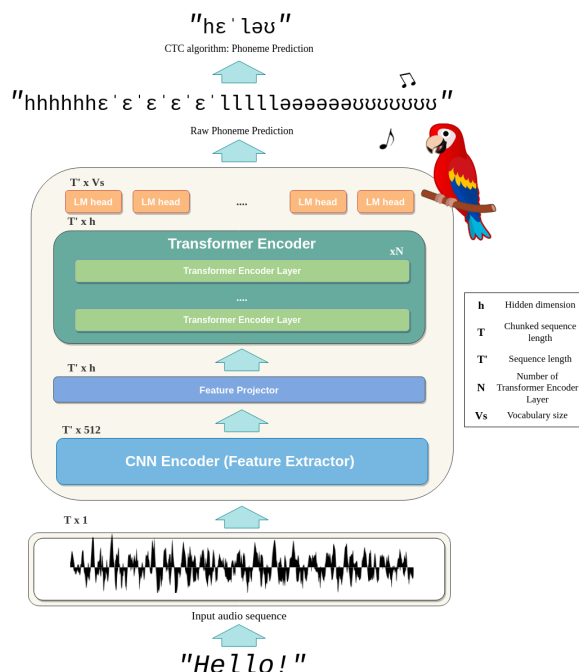 "hɛˈləʊ"
CTC algorithm: Phoneme Prediction
"hhhhhhɛˈɛˈɛˈɛˈɛˈlllllləəəəəəʊʊʊʊʊʊʊ"
Raw Phoneme Prediction
T' x Vs
LM head LM head .... LM head LM head
T' x h
Transformer Encoder
xN
Transformer Encoder Layer
....
Transformer Encoder Layer
T' x h
Feature Projector
T' x 512
CNN Encoder (Feature Extractor)
T x 1
Input audio sequence
"Hello!"
h Hidden dimension
T Chunked sequence
length
T' Sequence length
N Number of
Transformer Encoder
Layer
Vs Vocabulary size